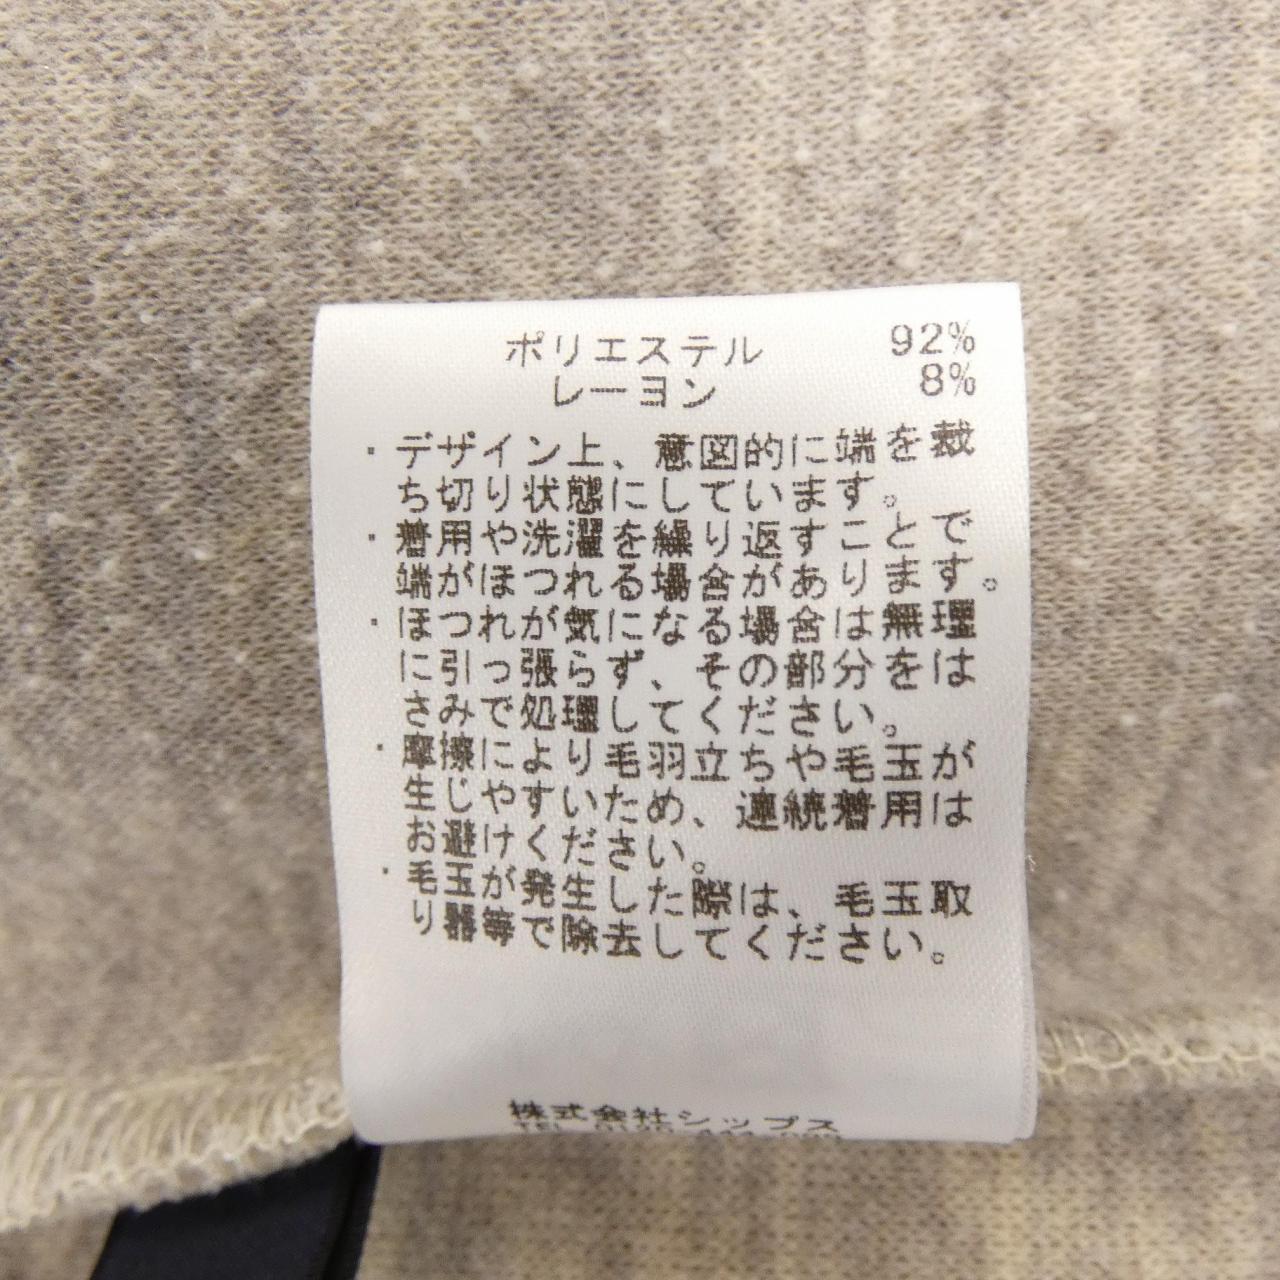 ポリエステル 92%
レーヨン 8%
・デザイン上、意図的に端を裁
ち切り状態にしています。
・着用や洗濯を繰り返すことで
端がほつれる場合があります。
・ほつれが気になる場合は無理
に引っ張らず、その部分をは
さみで処理してください。
・摩擦により毛羽立ちや毛玉が
生じやすいため、連続着用は
お避けください。
・毛玉が発生した際は、毛玉取
り器等で除去してください。
株式会社シップス
TEL